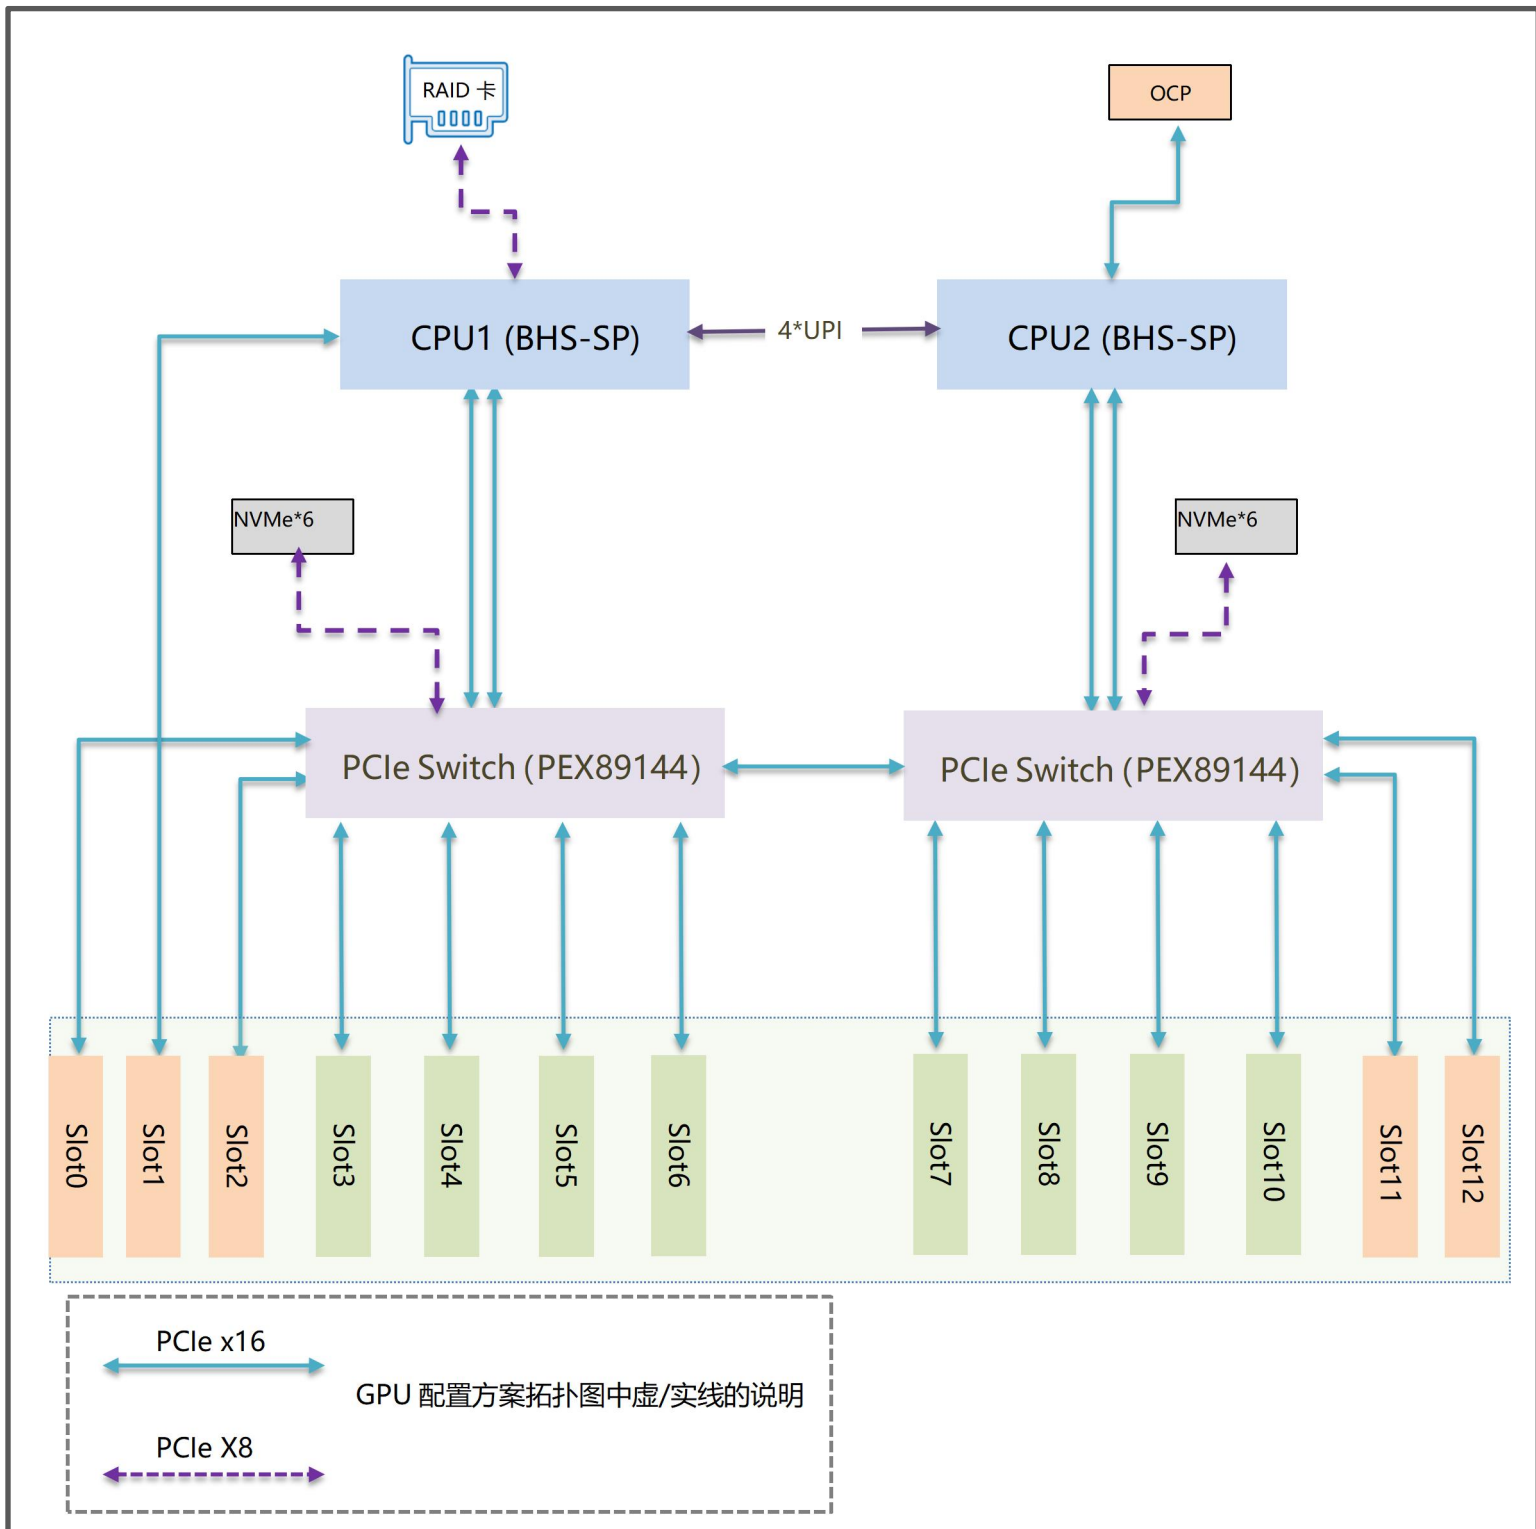 RAID 卡
OCP
CPU1 (BHS-SP)
4*UPI
CPU2 (BHS-SP)
NVMe*6
NVMe*6
PCIe Switch（PEX89144）
PCIe Switch（PEX89144）
Slot0
Slot1
Slot2
Slot3
Slot4
Slot5
Slot6
Slot7
Slot8
Slot9
Slot10
Slot11
Slot12
PCIe x16
GPU 配置方案拓扑图中虚/实线的说明
PCIe X8